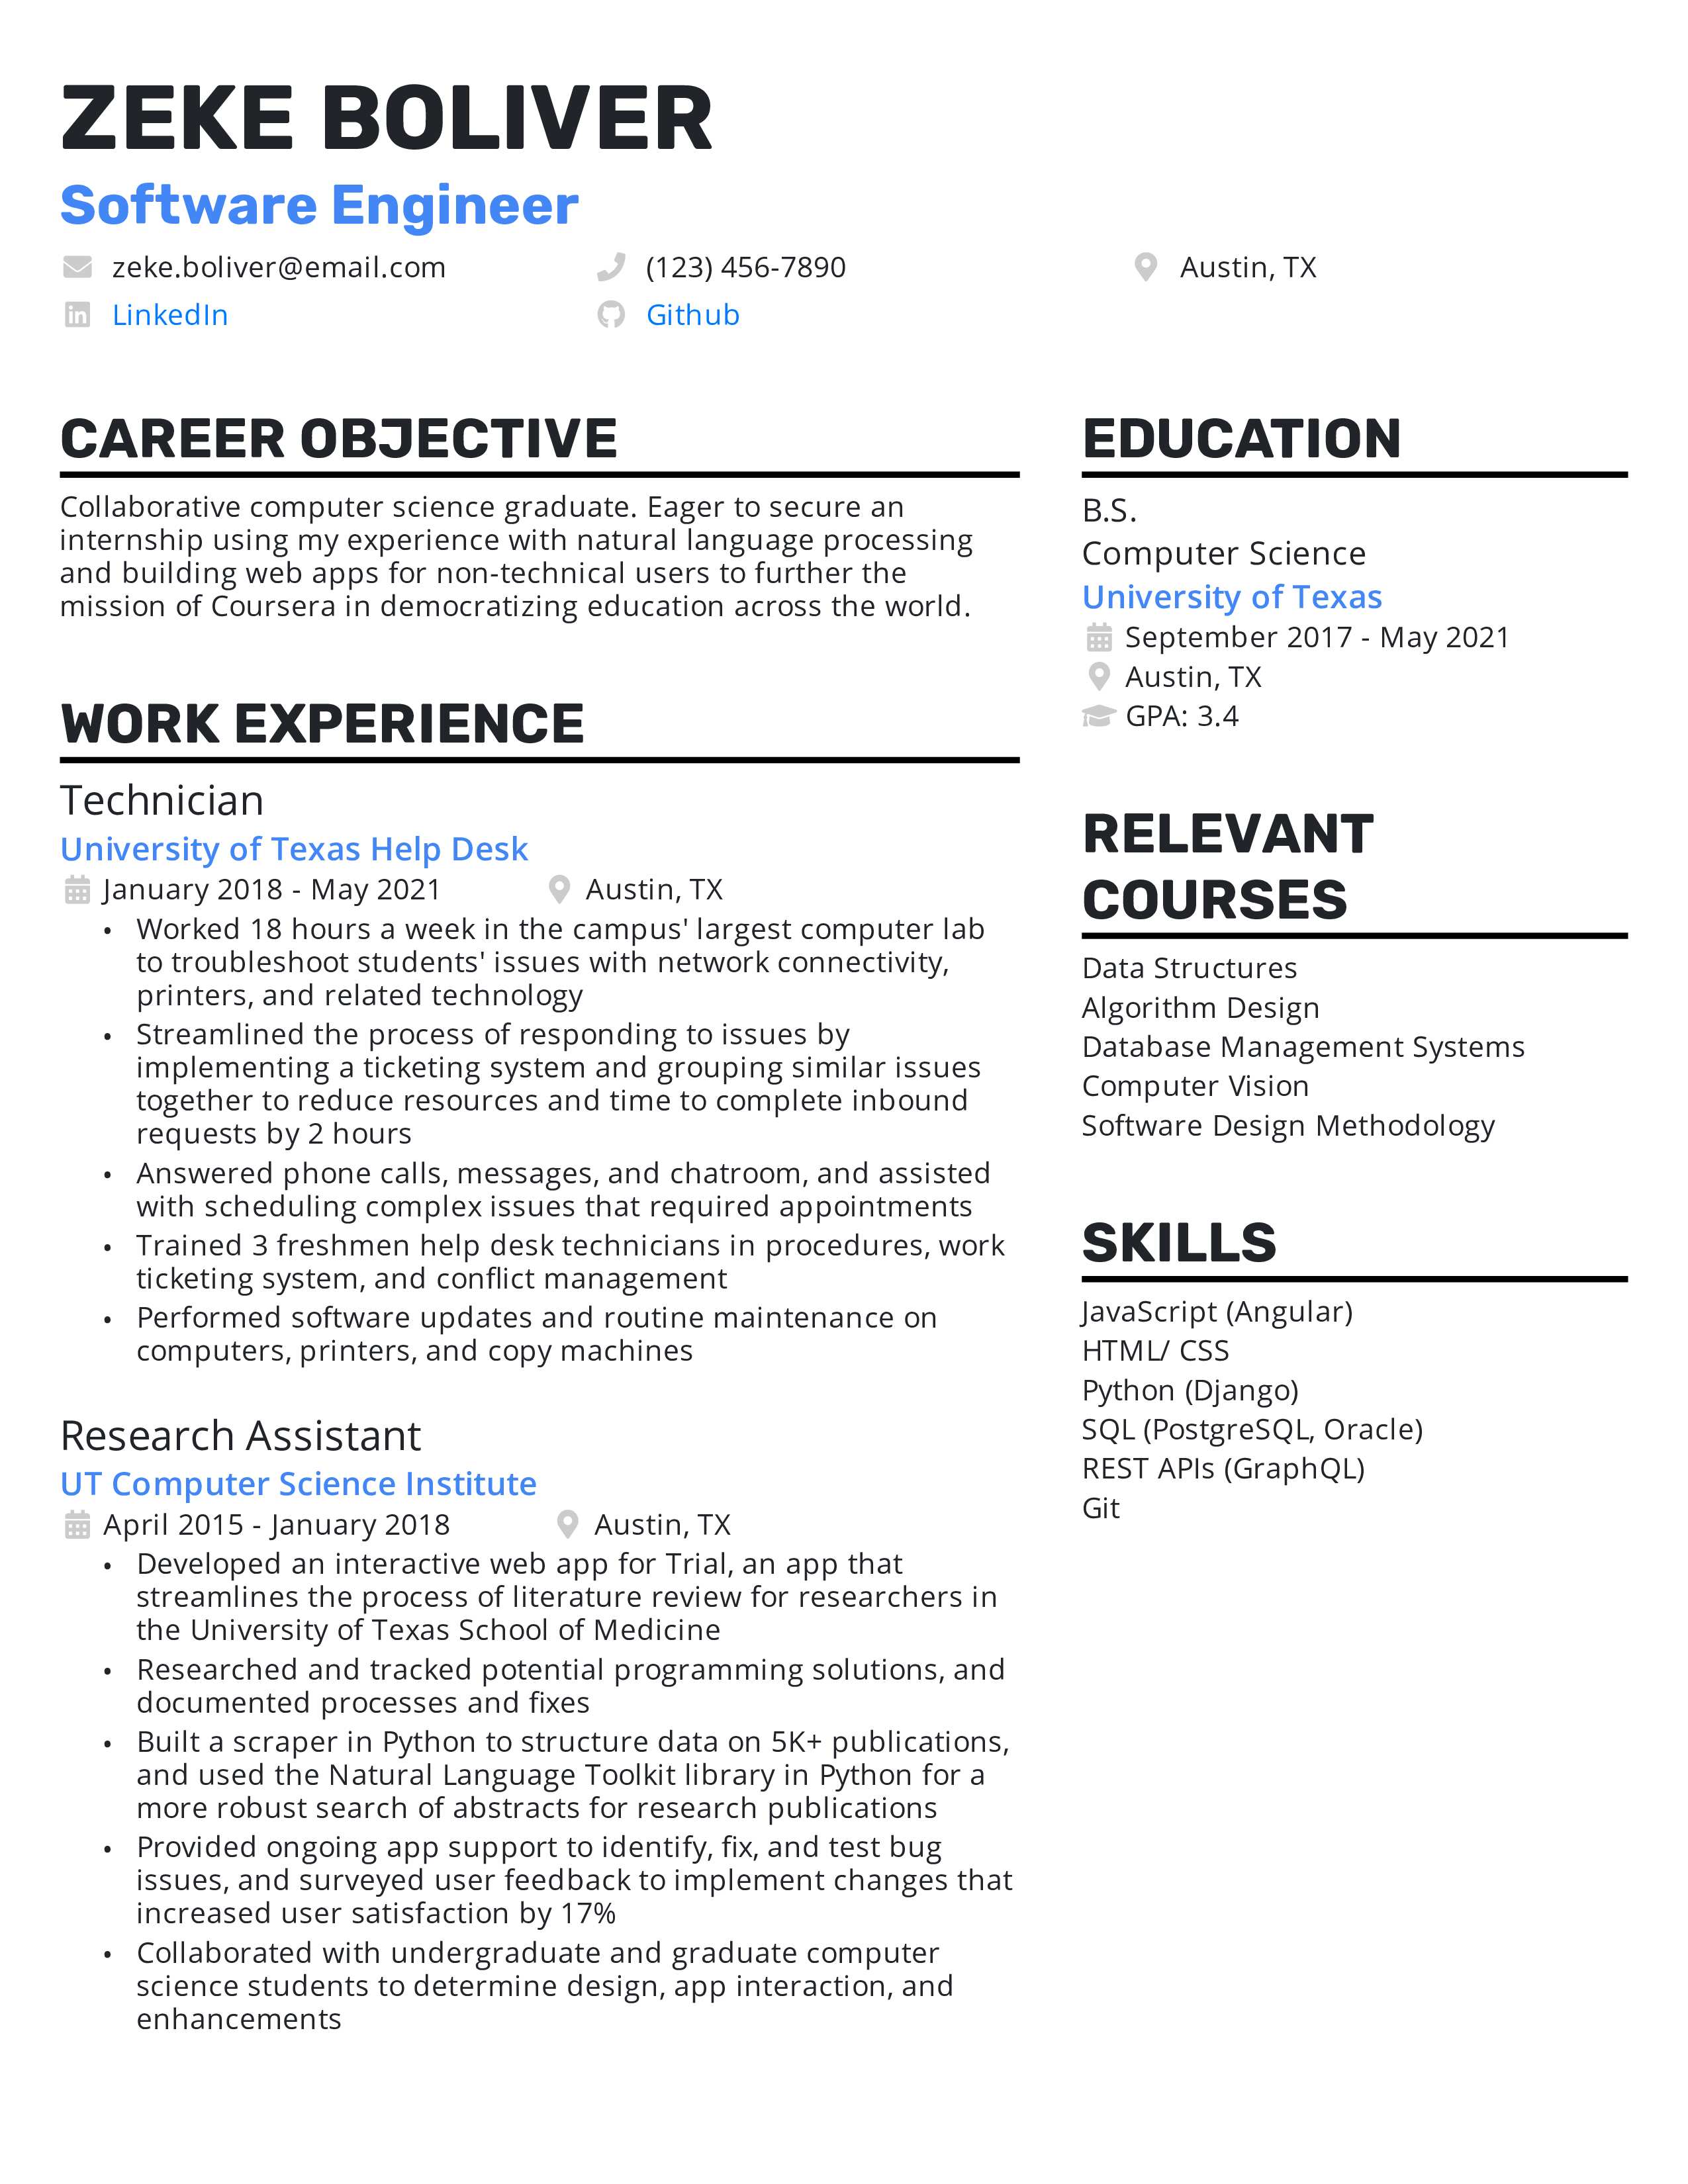 ZEKE BOLIVER
Software Engineer
zeke.boliver@email.com
(123) 456-7890
Austin, TX
LinkedIn
Github
CAREER OBJECTIVE
Collaborative computer science graduate. Eager to secure an
internship using my experience with natural language processing
and building web apps for non-technical users to further the
mission of Coursera in democratizing education across the world.
WORK EXPERIENCE
Technician
University of Texas Help Desk
January 2018 - May 2021
Austin, TX
• Worked 18 hours a week in the campus' largest computer lab
to troubleshoot students' issues with network connectivity,
printers, and related technology
• Streamlined the process of responding to issues by
implementing a ticketing system and grouping similar issues
together to reduce resources and time to complete inbound
requests by 2 hours
• Answered phone calls, messages, and chatroom, and assisted
with scheduling complex issues that required appointments
• Trained 3 freshmen help desk technicians in procedures, work
ticketing system, and conflict management
• Performed software updates and routine maintenance on
computers, printers, and copy machines
Research Assistant
UT Computer Science Institute
April 2015 - January 2018
Austin, TX
• Developed an interactive web app for Trial, an app that
streamlines the process of literature review for researchers in
the University of Texas School of Medicine
• Researched and tracked potential programming solutions, and
documented processes and fixes
• Built a scraper in Python to structure data on 5K+ publications,
and used the Natural Language Toolkit library in Python for a
more robust search of abstracts for research publications
• Provided ongoing app support to identify, fix, and test bug
issues, and surveyed user feedback to implement changes that
increased user satisfaction by 17%
• Collaborated with undergraduate and graduate computer
science students to determine design, app interaction, and
enhancements
EDUCATION
B.S.
Computer Science
University of Texas
September 2017 - May 2021
Austin, TX
GPA: 3.4
RELEVANT
COURSES
Data Structures
Algorithm Design
Database Management Systems
Computer Vision
Software Design Methodology
SKILLS
JavaScript (Angular)
HTML/ CSS
Python (Django)
SQL (PostgreSQL, Oracle)
REST APIs (GraphQL)
Git